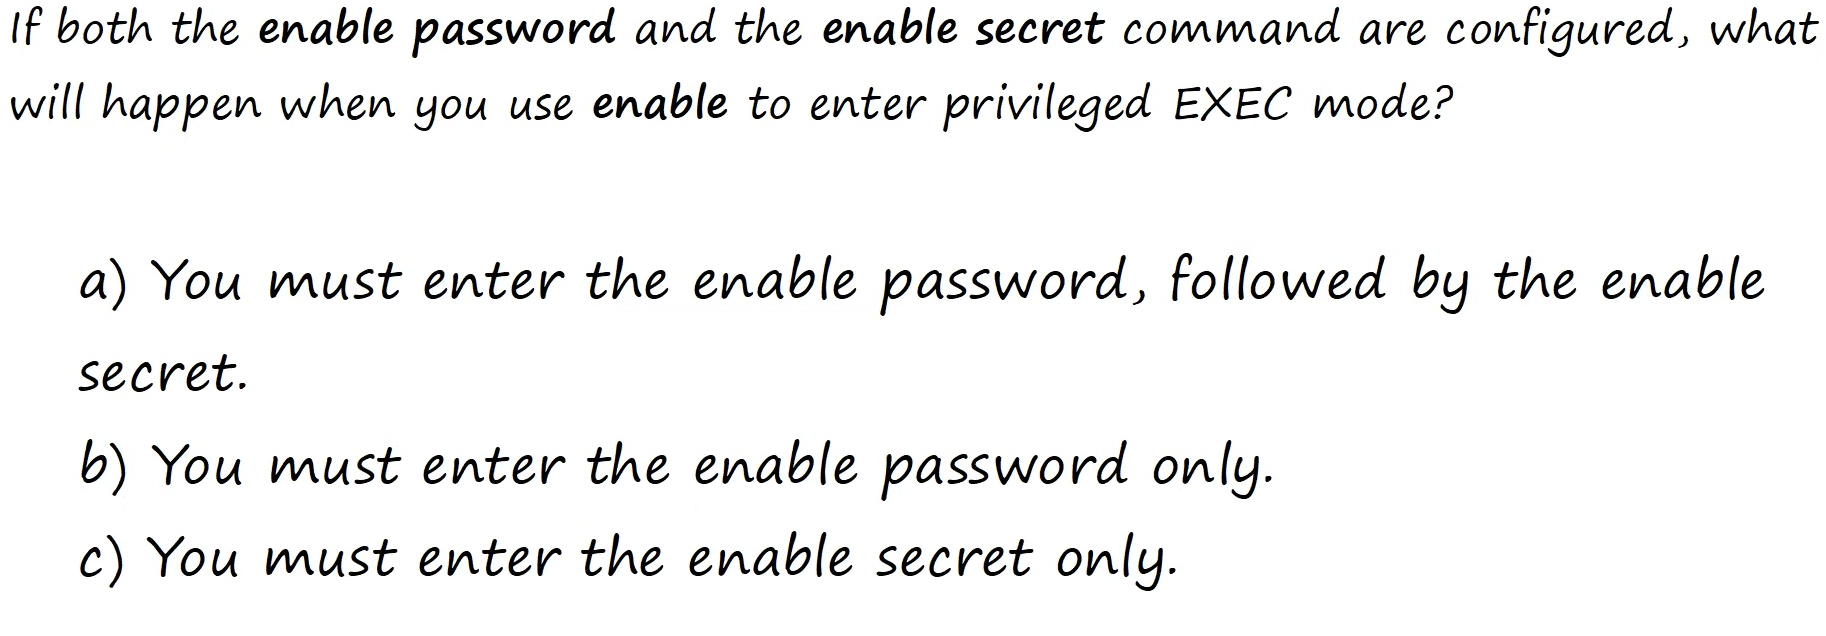 If both the enable password and the enable secret command are configured, what
will happen when you use enable to enter privileged EXEC mode?
a) You must enter the enable password, followed by the enable
secret.
b) You must enter the enable password only.
c) You must enter the enable secret only.